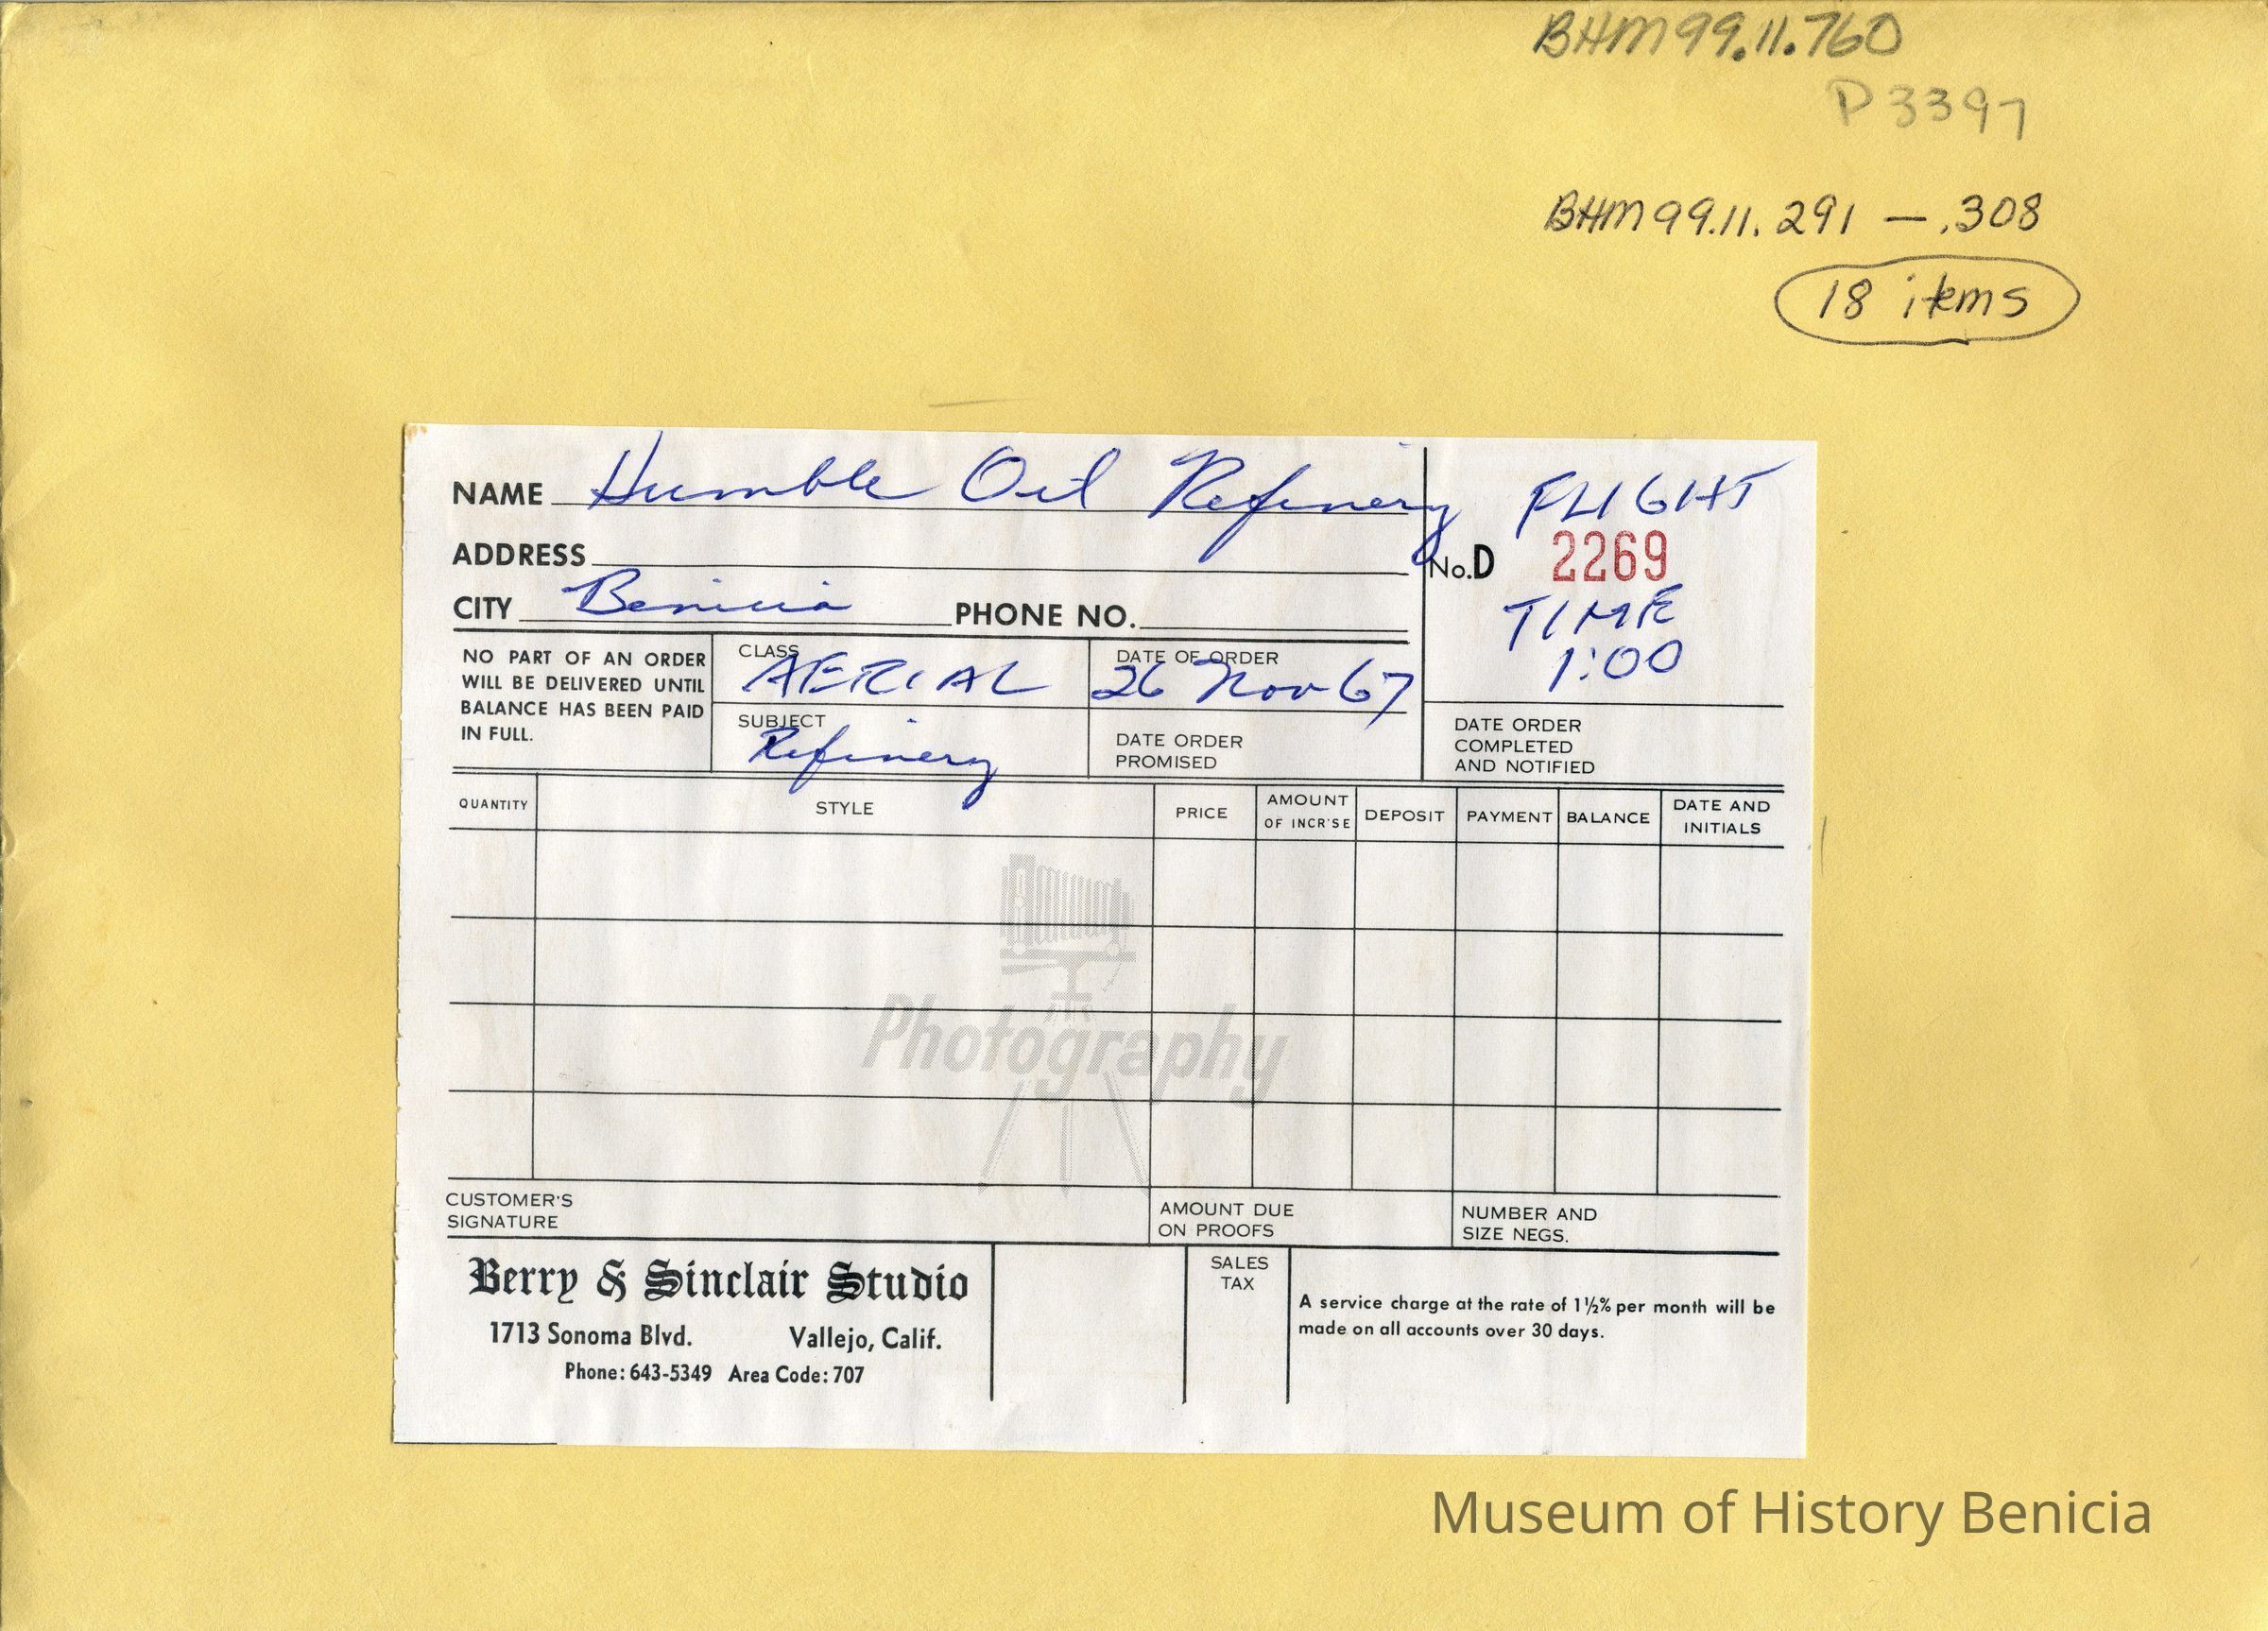 BHM99.11.760
P3397
BHM99.11.291 — .308
18 items
NAME Humble Oil Refinery
FLIGHT
ADDRESS
No.D 2269
CITY Benicia PHONE NO.
TIME
1:00
NO PART OF AN ORDER
WILL BE DELIVERED UNTIL
BALANCE HAS BEEN PAID
IN FULL.
CLASS
AERIAL
DATE OF ORDER
26 Nov 67
SUBJECT
Refinery
DATE ORDER
PROMISED
DATE ORDER
COMPLETED
AND NOTIFIED
QUANTITY
STYLE
PRICE
AMOUNT
OF INCR'SE
DEPOSIT
PAYMENT
BALANCE
DATE AND
INITIALS
Photography
CUSTOMER'S
SIGNATURE
AMOUNT DUE
ON PROOFS
NUMBER AND
SIZE NEGS.
Berry & Sinclair Studio
1713 Sonoma Blvd. Vallejo, Calif.
Phone: 643-5349 Area Code: 707
SALES
TAX
A service charge at the rate of 1½% per month will be
made on all accounts over 30 days.
Museum of History Benicia